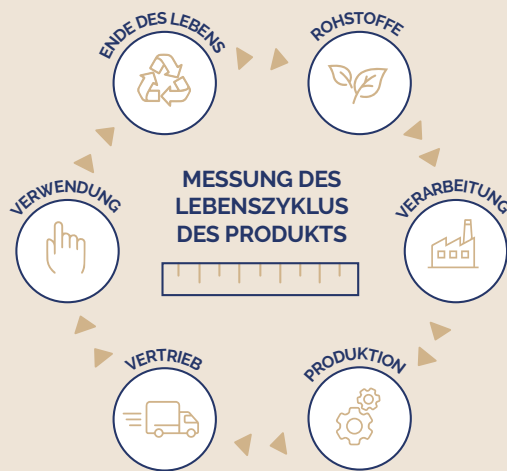 ENDE DES LEBENS
ROHSTOFFE
VERWENDUNG
MESSUNG DES
LEBENSZYKLUS
DES PRODUKTS
VERARBEITUNG
VERTRIEB
PRODUKTION